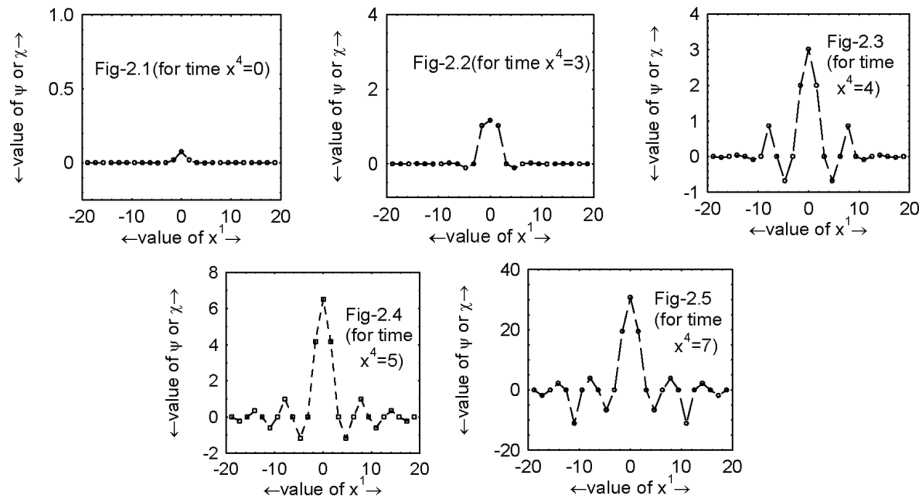 1.0
0.5
0.0
-20 -10 0 10 20
←value of x¹→
←value of ψ or χ→
Fig-2.1(for time x⁴=0)
4
2
0
-20 -10 0 10 20
←value of x¹→
←value of ψ or χ→
Fig-2.2(for time x⁴=3)
4
3
2
1
0
-1
-20 -10 0 10 20
←value of x¹→
←value of ψ or χ→
Fig-2.3
(for time
x⁴=4)
8
6
4
2
0
-2
-20 -10 0 10 20
←value of x¹→
←value of ψ or χ→
Fig-2.4
(for time
x⁴=5)
40
20
0
-20
-20 -10 0 10 20
←value of x¹→
←value of ψ or χ→
Fig-2.5
(for time
x⁴=7)